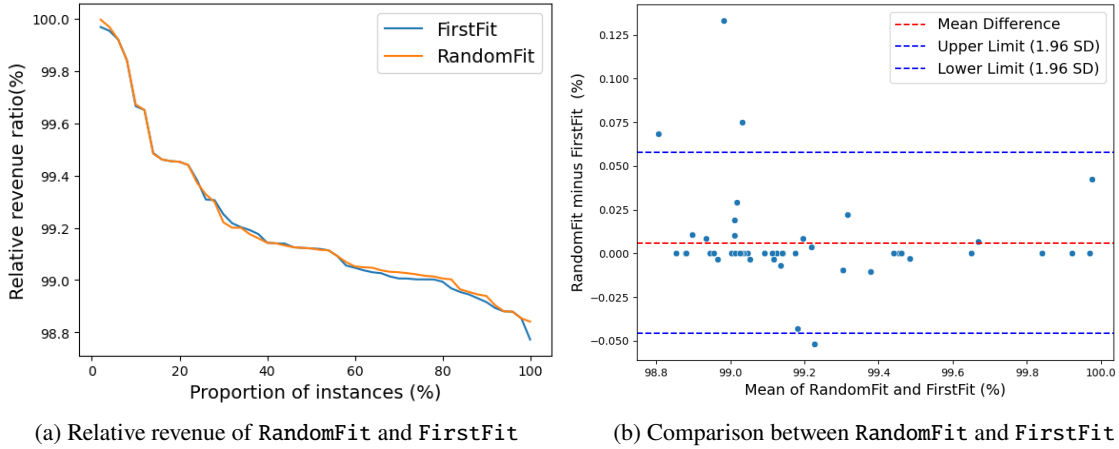 100.0
99.8
99.6
99.4
99.2
99.0
98.8
Relative revenue ratio(%)
FirstFit
RandomFit
0
20
40
60
80
100
Proportion of instances (%)
(a) Relative revenue of RandomFit and FirstFit
0.125
0.100
0.075
0.050
0.025
0.000
−0.025
−0.050
RandomFit minus FirstFit (%)
Mean Difference
Upper Limit (1.96 SD)
Lower Limit (1.96 SD)
98.8
99.0
99.2
99.4
99.6
99.8
100.0
Mean of RandomFit and FirstFit (%)
(b) Comparison between RandomFit and FirstFit